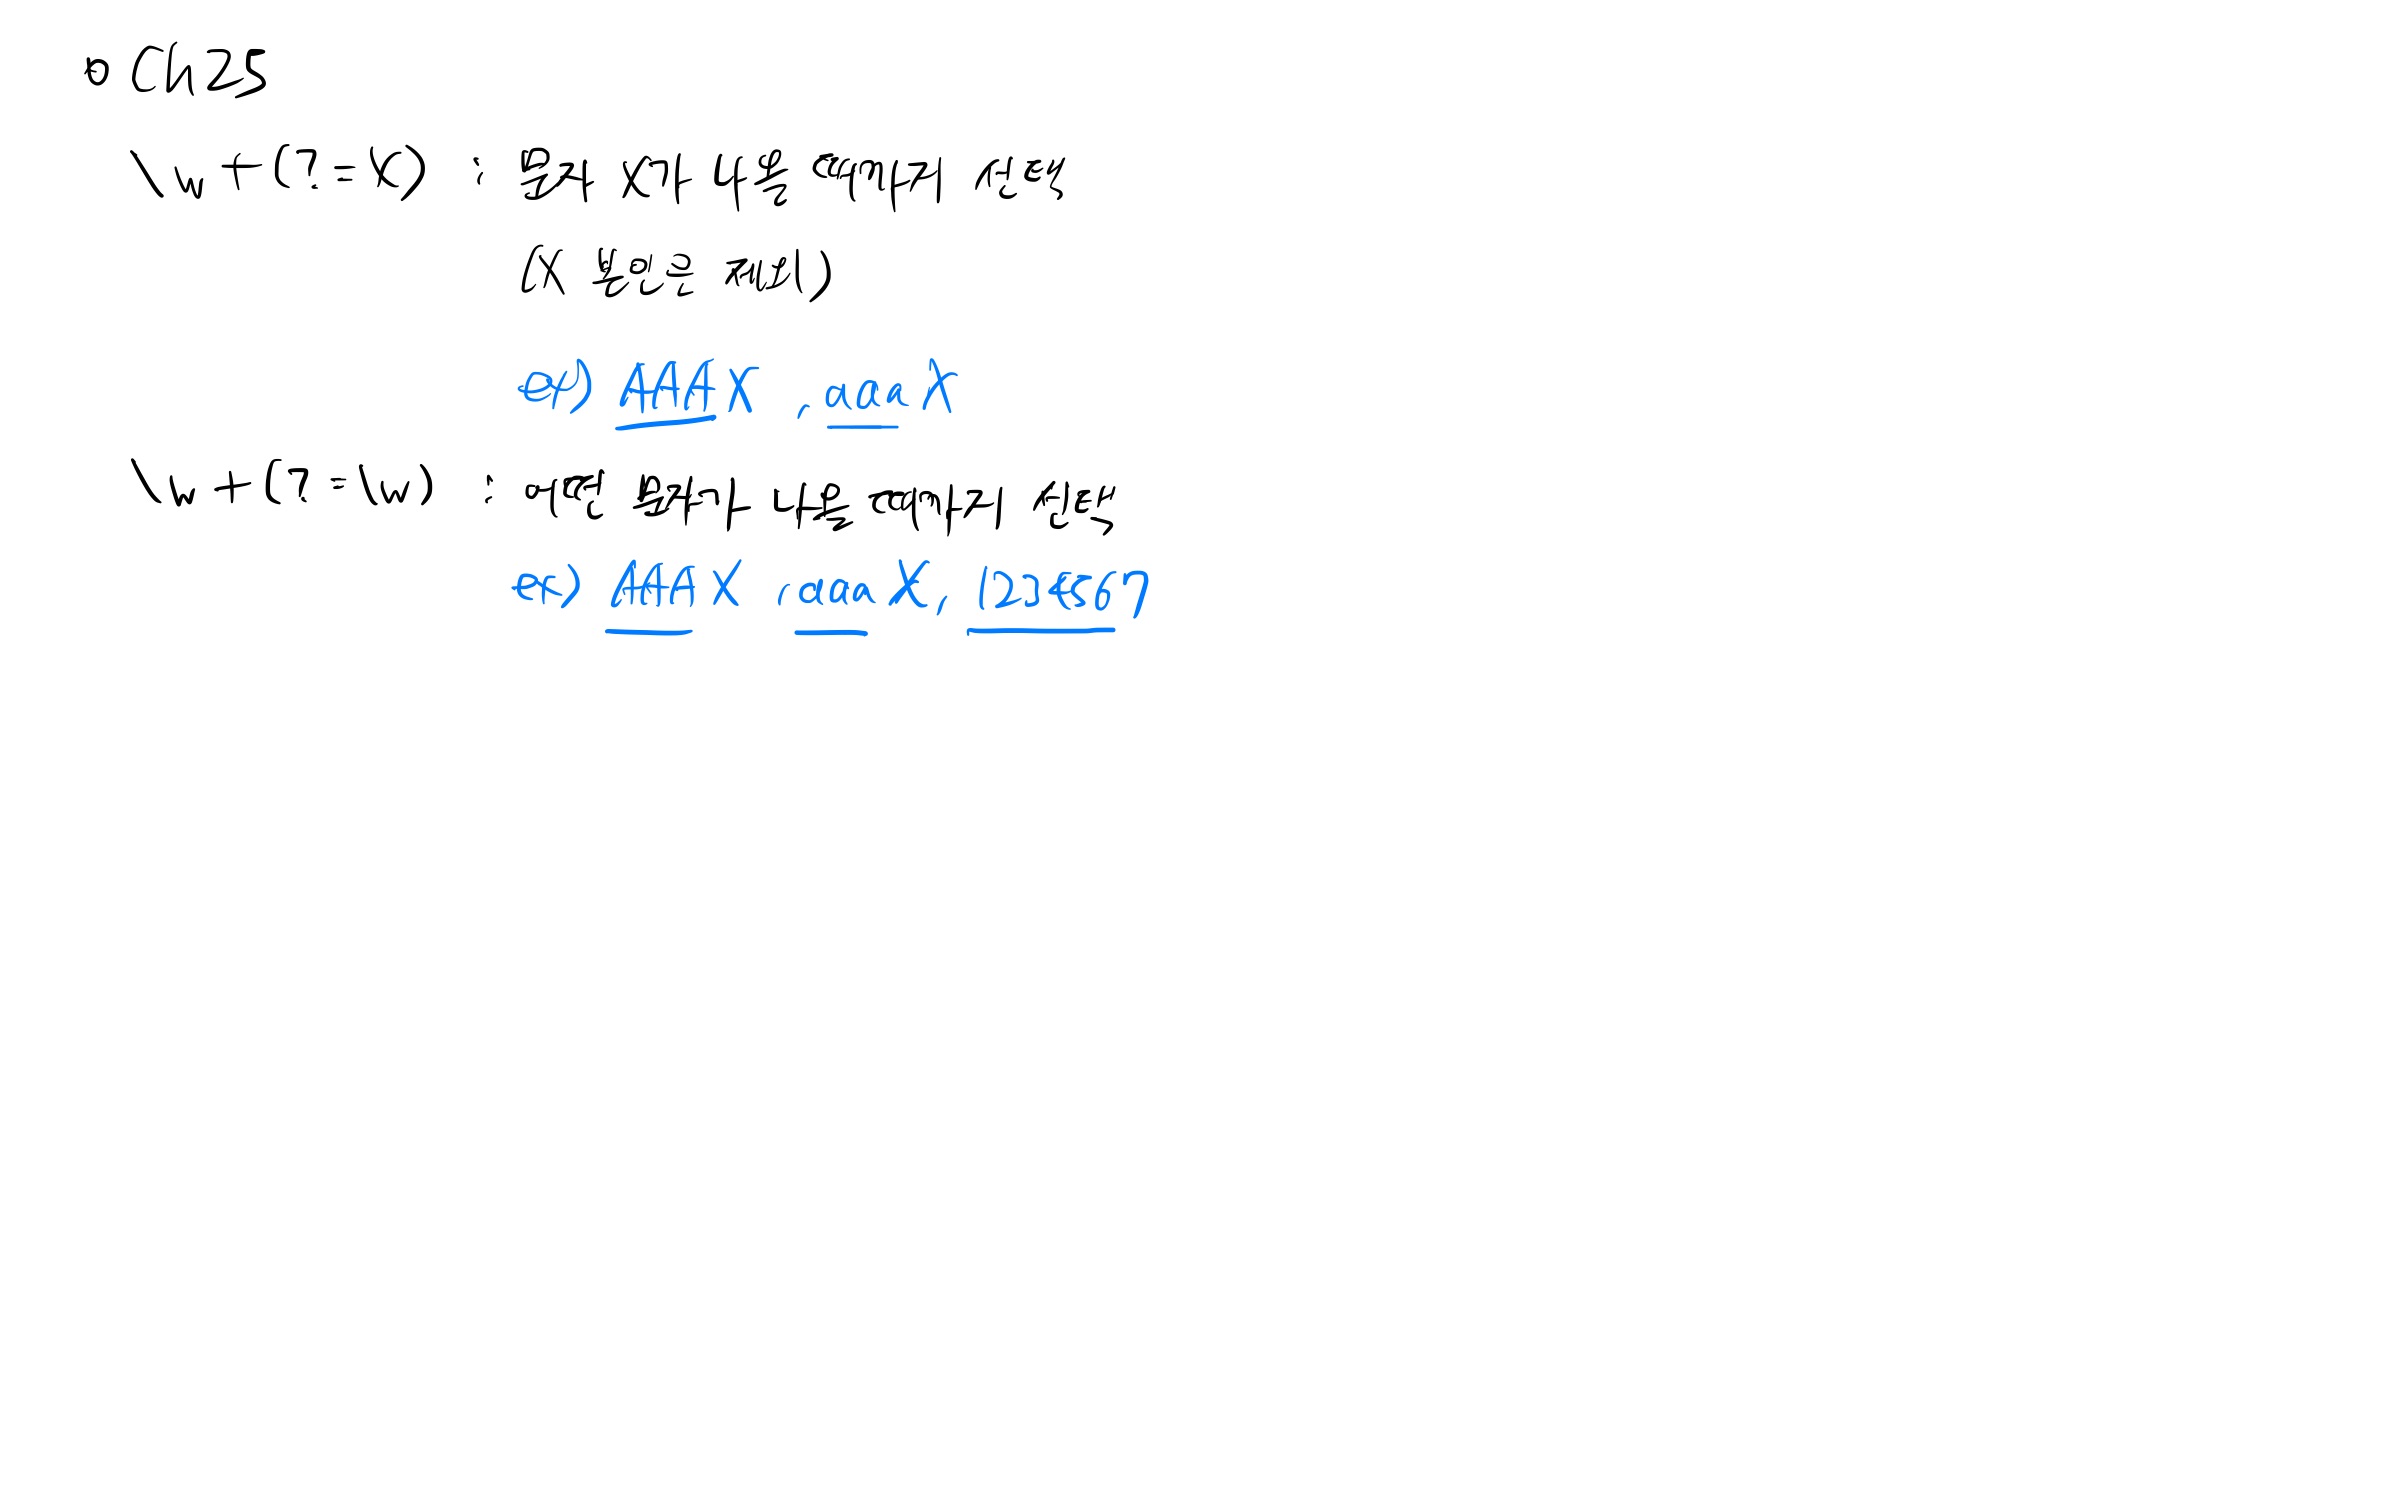 Ch25
\w+(?=X) : 문자 X가 나올 때까지 선택
(X 본인은 제외)
ex) AAAX , aaaX
\w+(?=\w) : 어떤 문자가 나올 때까지 선택
ex) AAAX , aaaX, 1234567